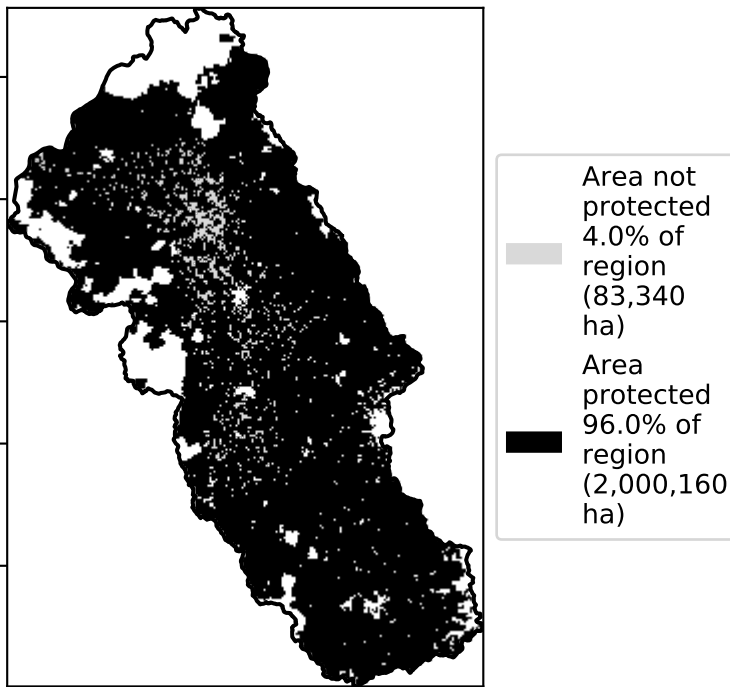 Area not
protected
4.0% of
region
(83,340
ha)
Area
protected
96.0% of
region
(2,000,160
ha)